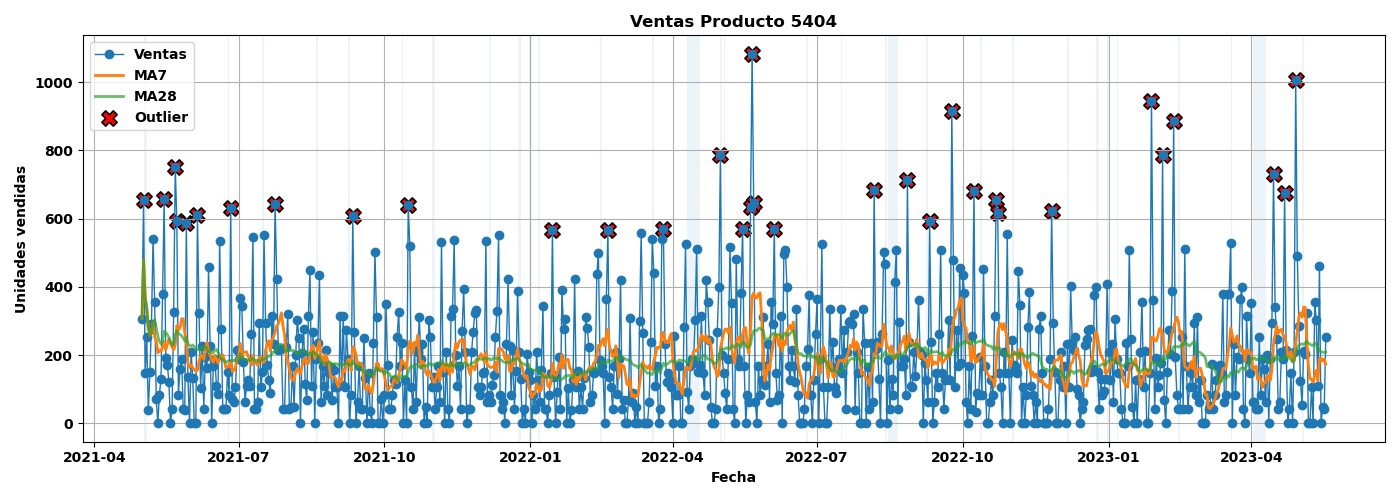 Ventas Producto 5404
Ventas
MA7
MA28
Outlier
Unidades vendidas
1000
800
600
400
200
0
2021-04 2021-07 2021-10 2022-01 2022-04 2022-07 2022-10 2023-01 2023-04
Fecha